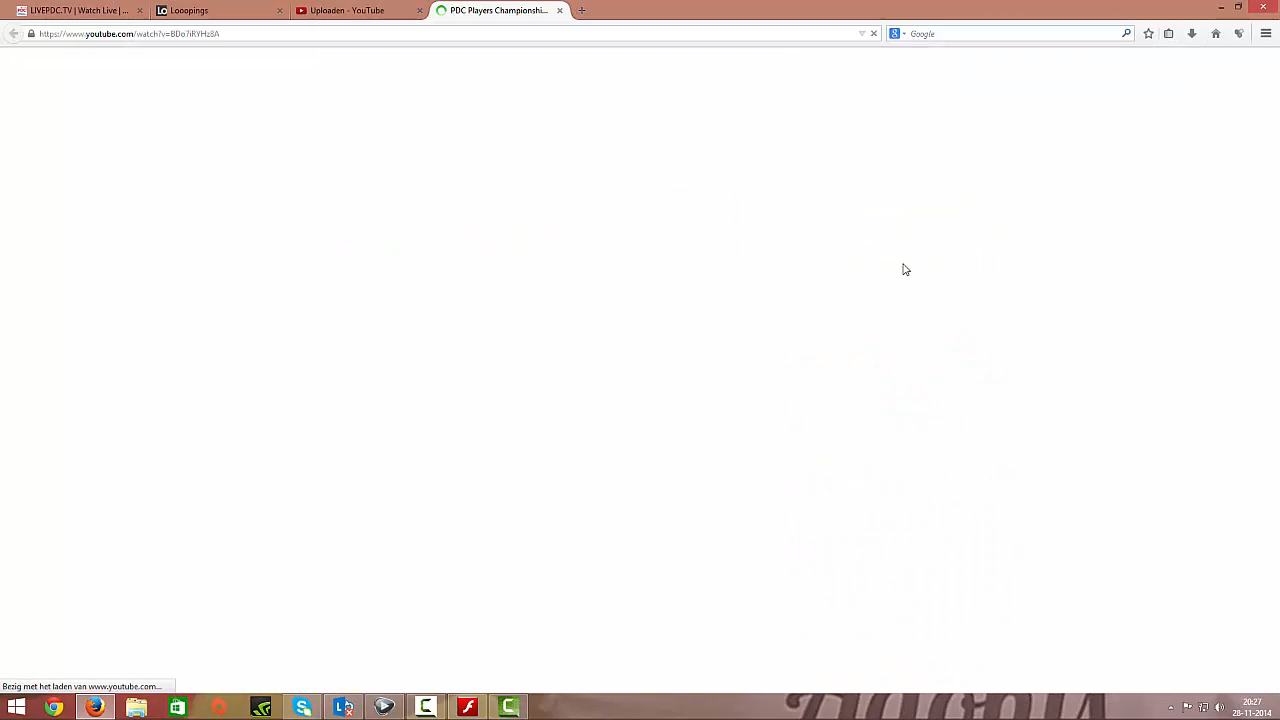 LIVEPDC.TV | Watch Live | ...
Looopings
Uploaden - YouTube
PDC Players Championshi...
https://www.youtube.com/watch?v=BDo7iRYHz8A
Google
Bezig met het laden van www.youtube.com...
20:27
28-11-2014